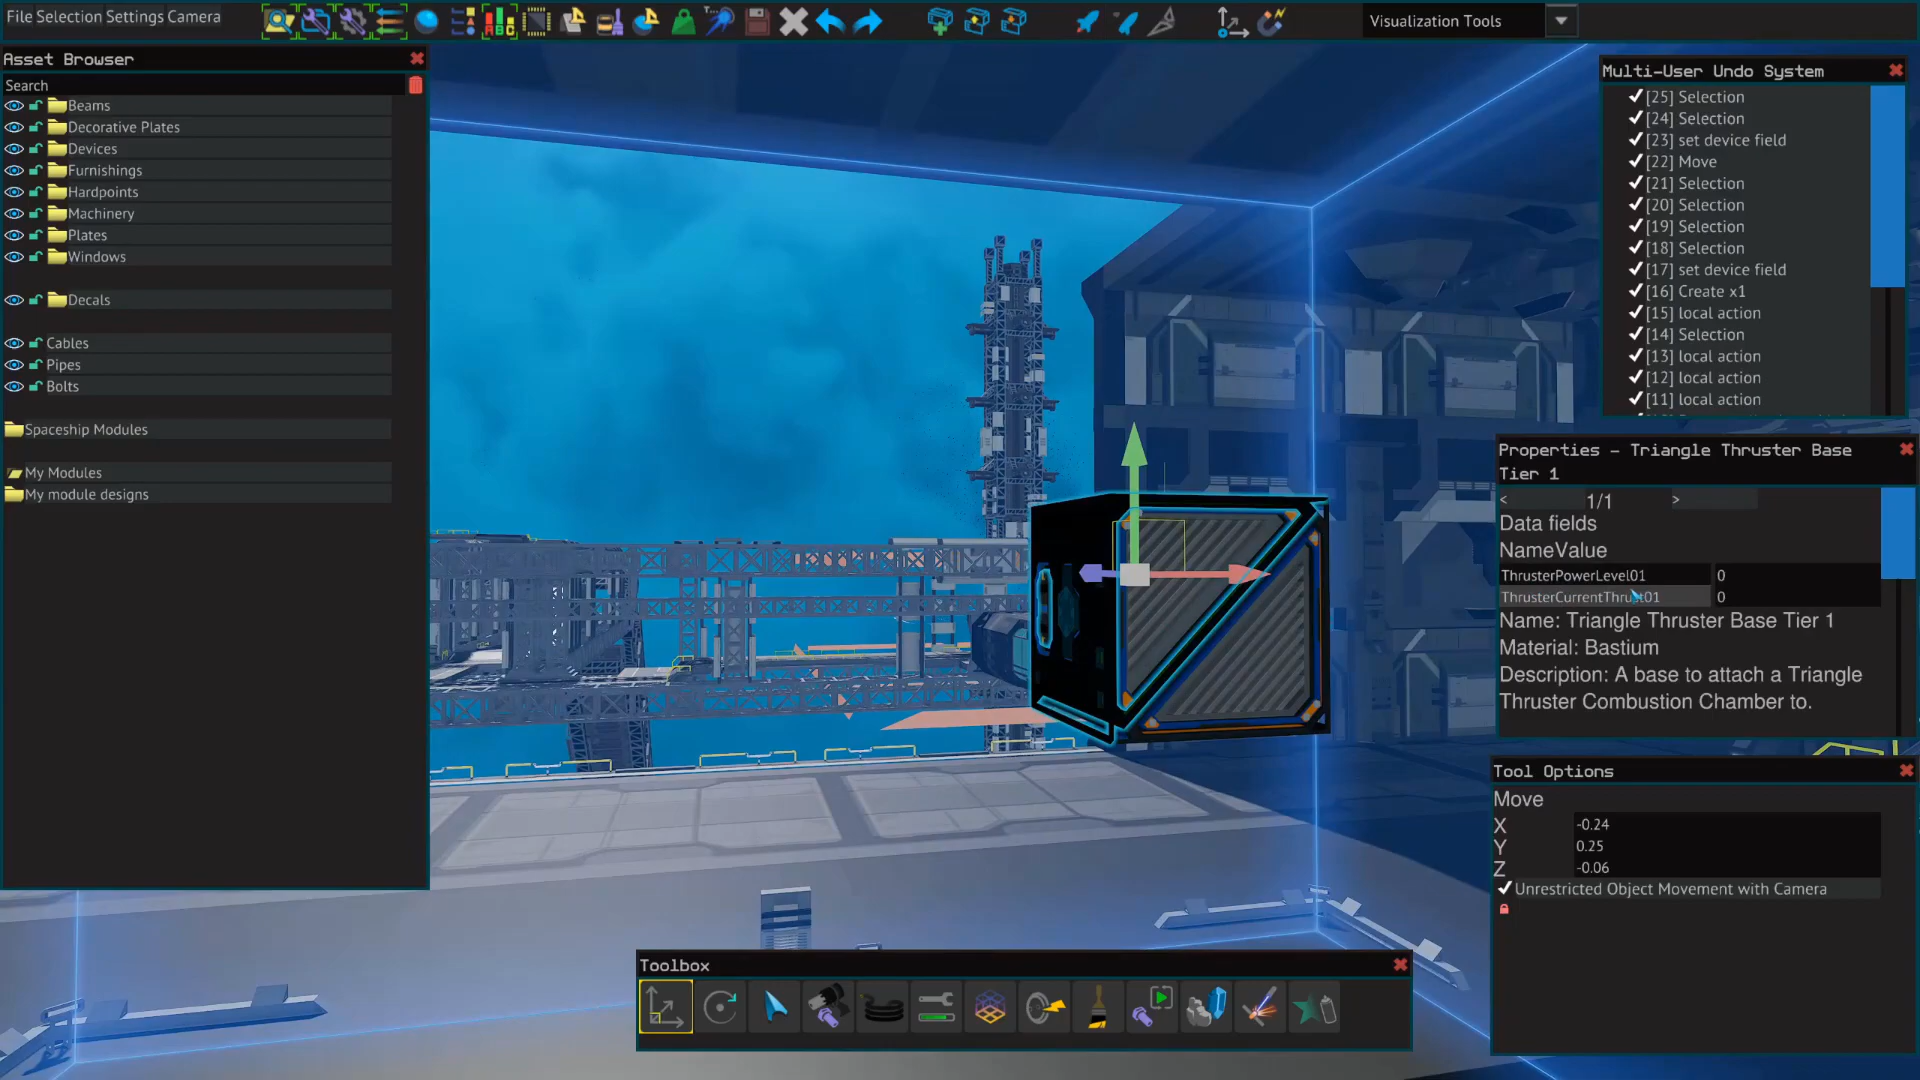 File Selection Settings Camera
Visualization Tools
Asset Browser
Search
Beams
Decorative Plates
Devices
Furnishings
Hardpoints
Machinery
Plates
Windows
Decals
Cables
Pipes
Bolts
Spaceship Modules
My Modules
My module designs
Multi-User Undo System
[25] Selection
[24] Selection
[23] set device field
[22] Move
[21] Selection
[20] Selection
[19] Selection
[18] Selection
[17] set device field
[16] Create x1
[15] local action
[14] Selection
[13] local action
[12] local action
[11] local action
Properties - Triangle Thruster Base
Tier 1
< 1/1 >
Data fields
NameValue
ThrusterPowerLevel01 0
ThrusterCurrentThrust01 0
Name: Triangle Thruster Base Tier 1
Material: Bastium
Description: A base to attach a Triangle
Thruster Combustion Chamber to.
Tool Options
Move
X -0.24
Y 0.25
Z -0.06
Unrestricted Object Movement with Camera
Toolbox